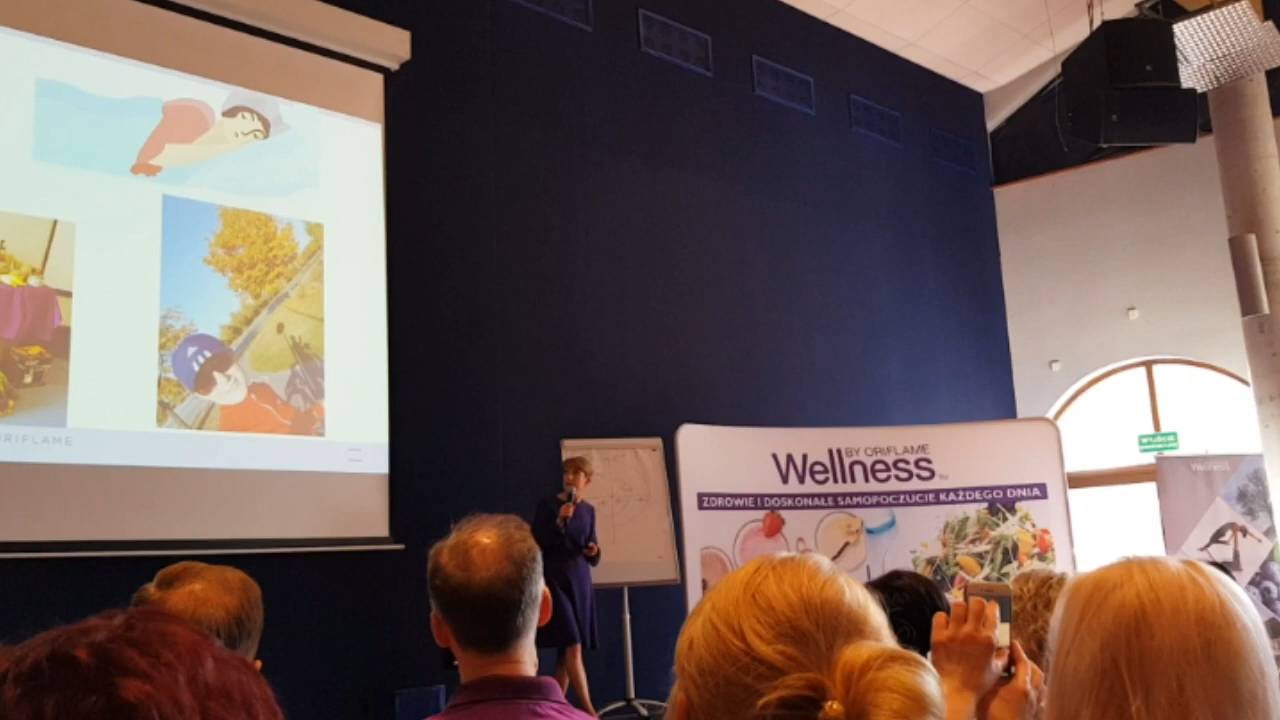 ORIFLAME
BY ORIFLAME
Wellness
ZDROWIE I DOSKONAŁE SAMOPOCZUCIE KAŻDEGO DNIA
Wellness